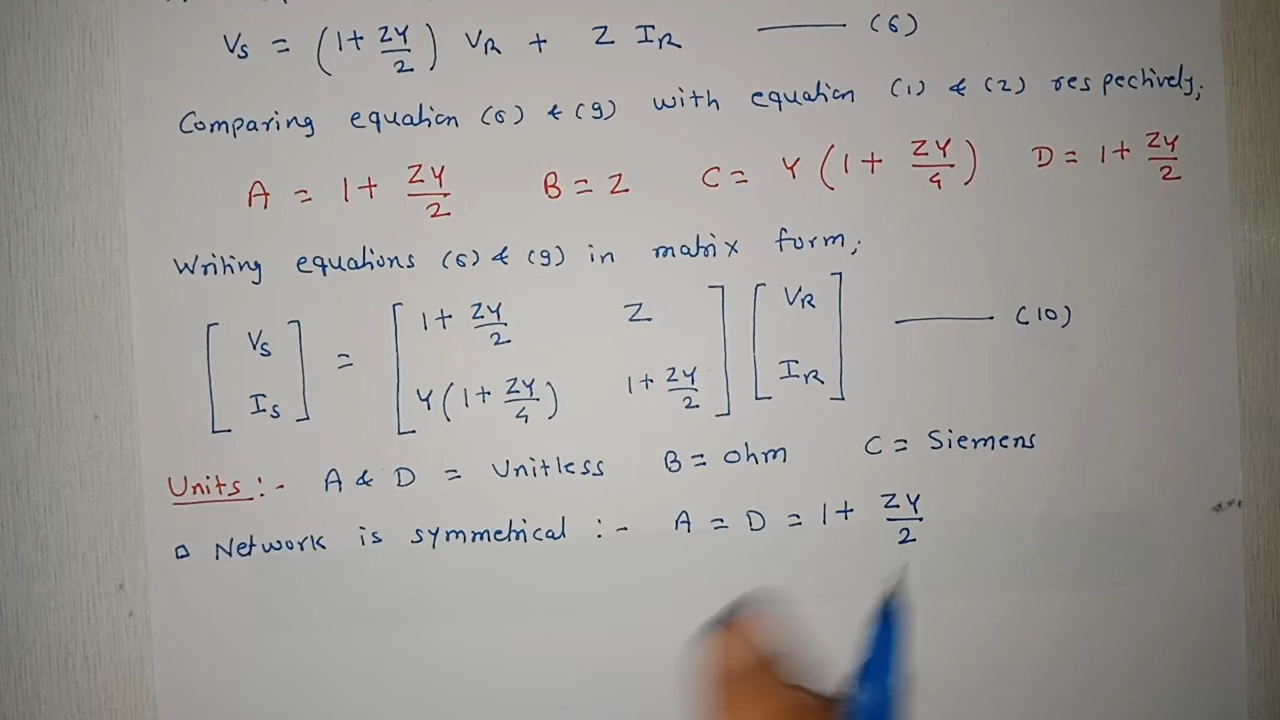 Vs = (1 + ZY/2) VR + Z IR ——— (6)
Comparing equation (6) & (9) with equation (1) & (2) respectively,
A = 1 + ZY/2 B = Z C = Y (1 + ZY/4) D = 1 + ZY/2
Writing equations (6) & (9) in matrix form,
[Vs Is] = [1 + ZY/2 Z Y(1 + ZY/4) 1 + ZY/2] [VR IR] ——— (10)
Units :- A & D = Unitless B = ohm C = Siemens
▫ Network is symmetrical :- A = D = 1 + ZY/2